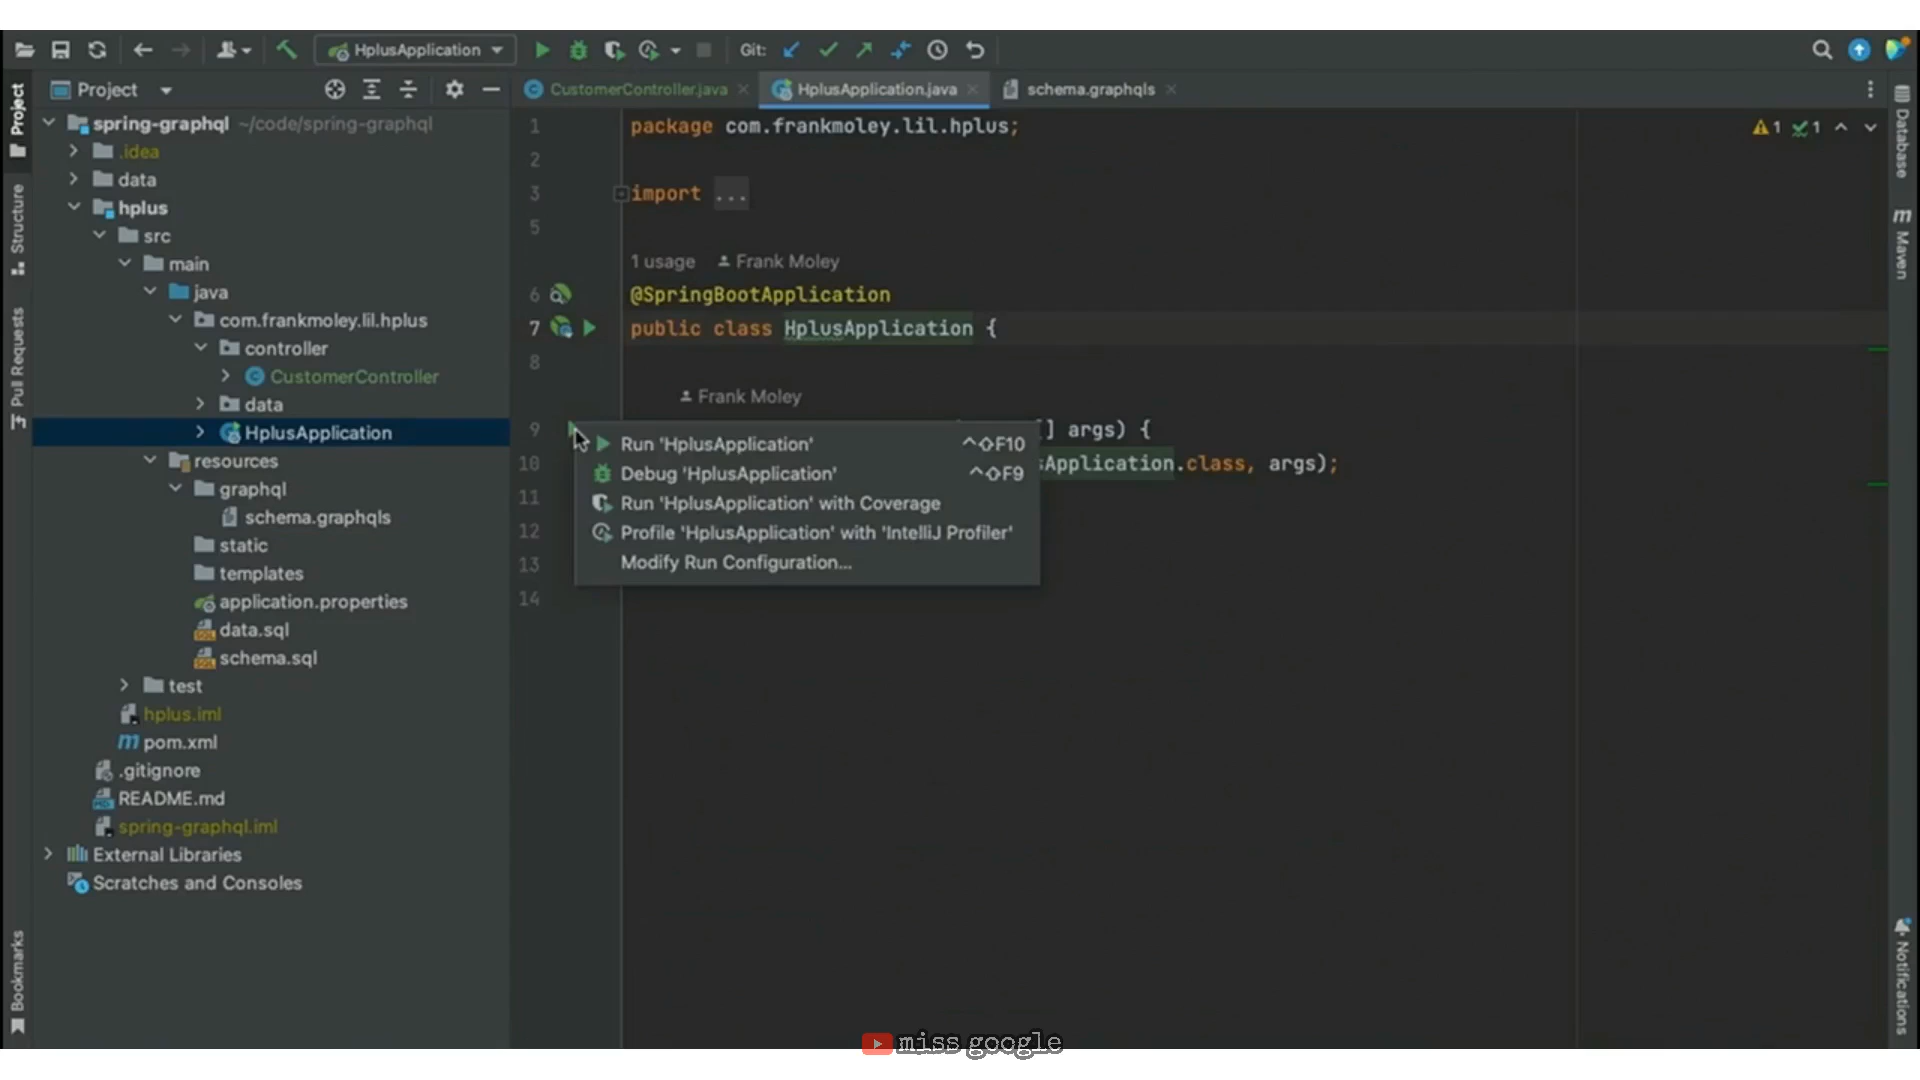 HplusApplication
Git:
Project
CustomerController.java
HplusApplication.java
schema.graphqls
Project
Structure
Pull Requests
Bookmarks
spring-graphql ~/code/spring-graphql
.idea
data
hplus
src
main
java
com.frankmoley.lil.hplus
controller
CustomerController
data
HplusApplication
resources
graphql
schema.graphqls
static
templates
application.properties
data.sql
schema.sql
test
hplus.iml
pom.xml
.gitignore
README.md
spring-graphql.iml
External Libraries
Scratches and Consoles
1 package com.frankmoley.lil.hplus;
2
3 import ...
5
1 usage Frank Moley
6 @SpringBootApplication
7 public class HplusApplication {
8
Frank Moley
9 [] args) {
10 sApplication.class, args);
11
12
13
14
Run 'HplusApplication' ^⇧F10
Debug 'HplusApplication' ^⇧F9
Run 'HplusApplication' with Coverage
Profile 'HplusApplication' with 'IntelliJ Profiler'
Modify Run Configuration...
1 1
Database
Maven
Notifications
miss google